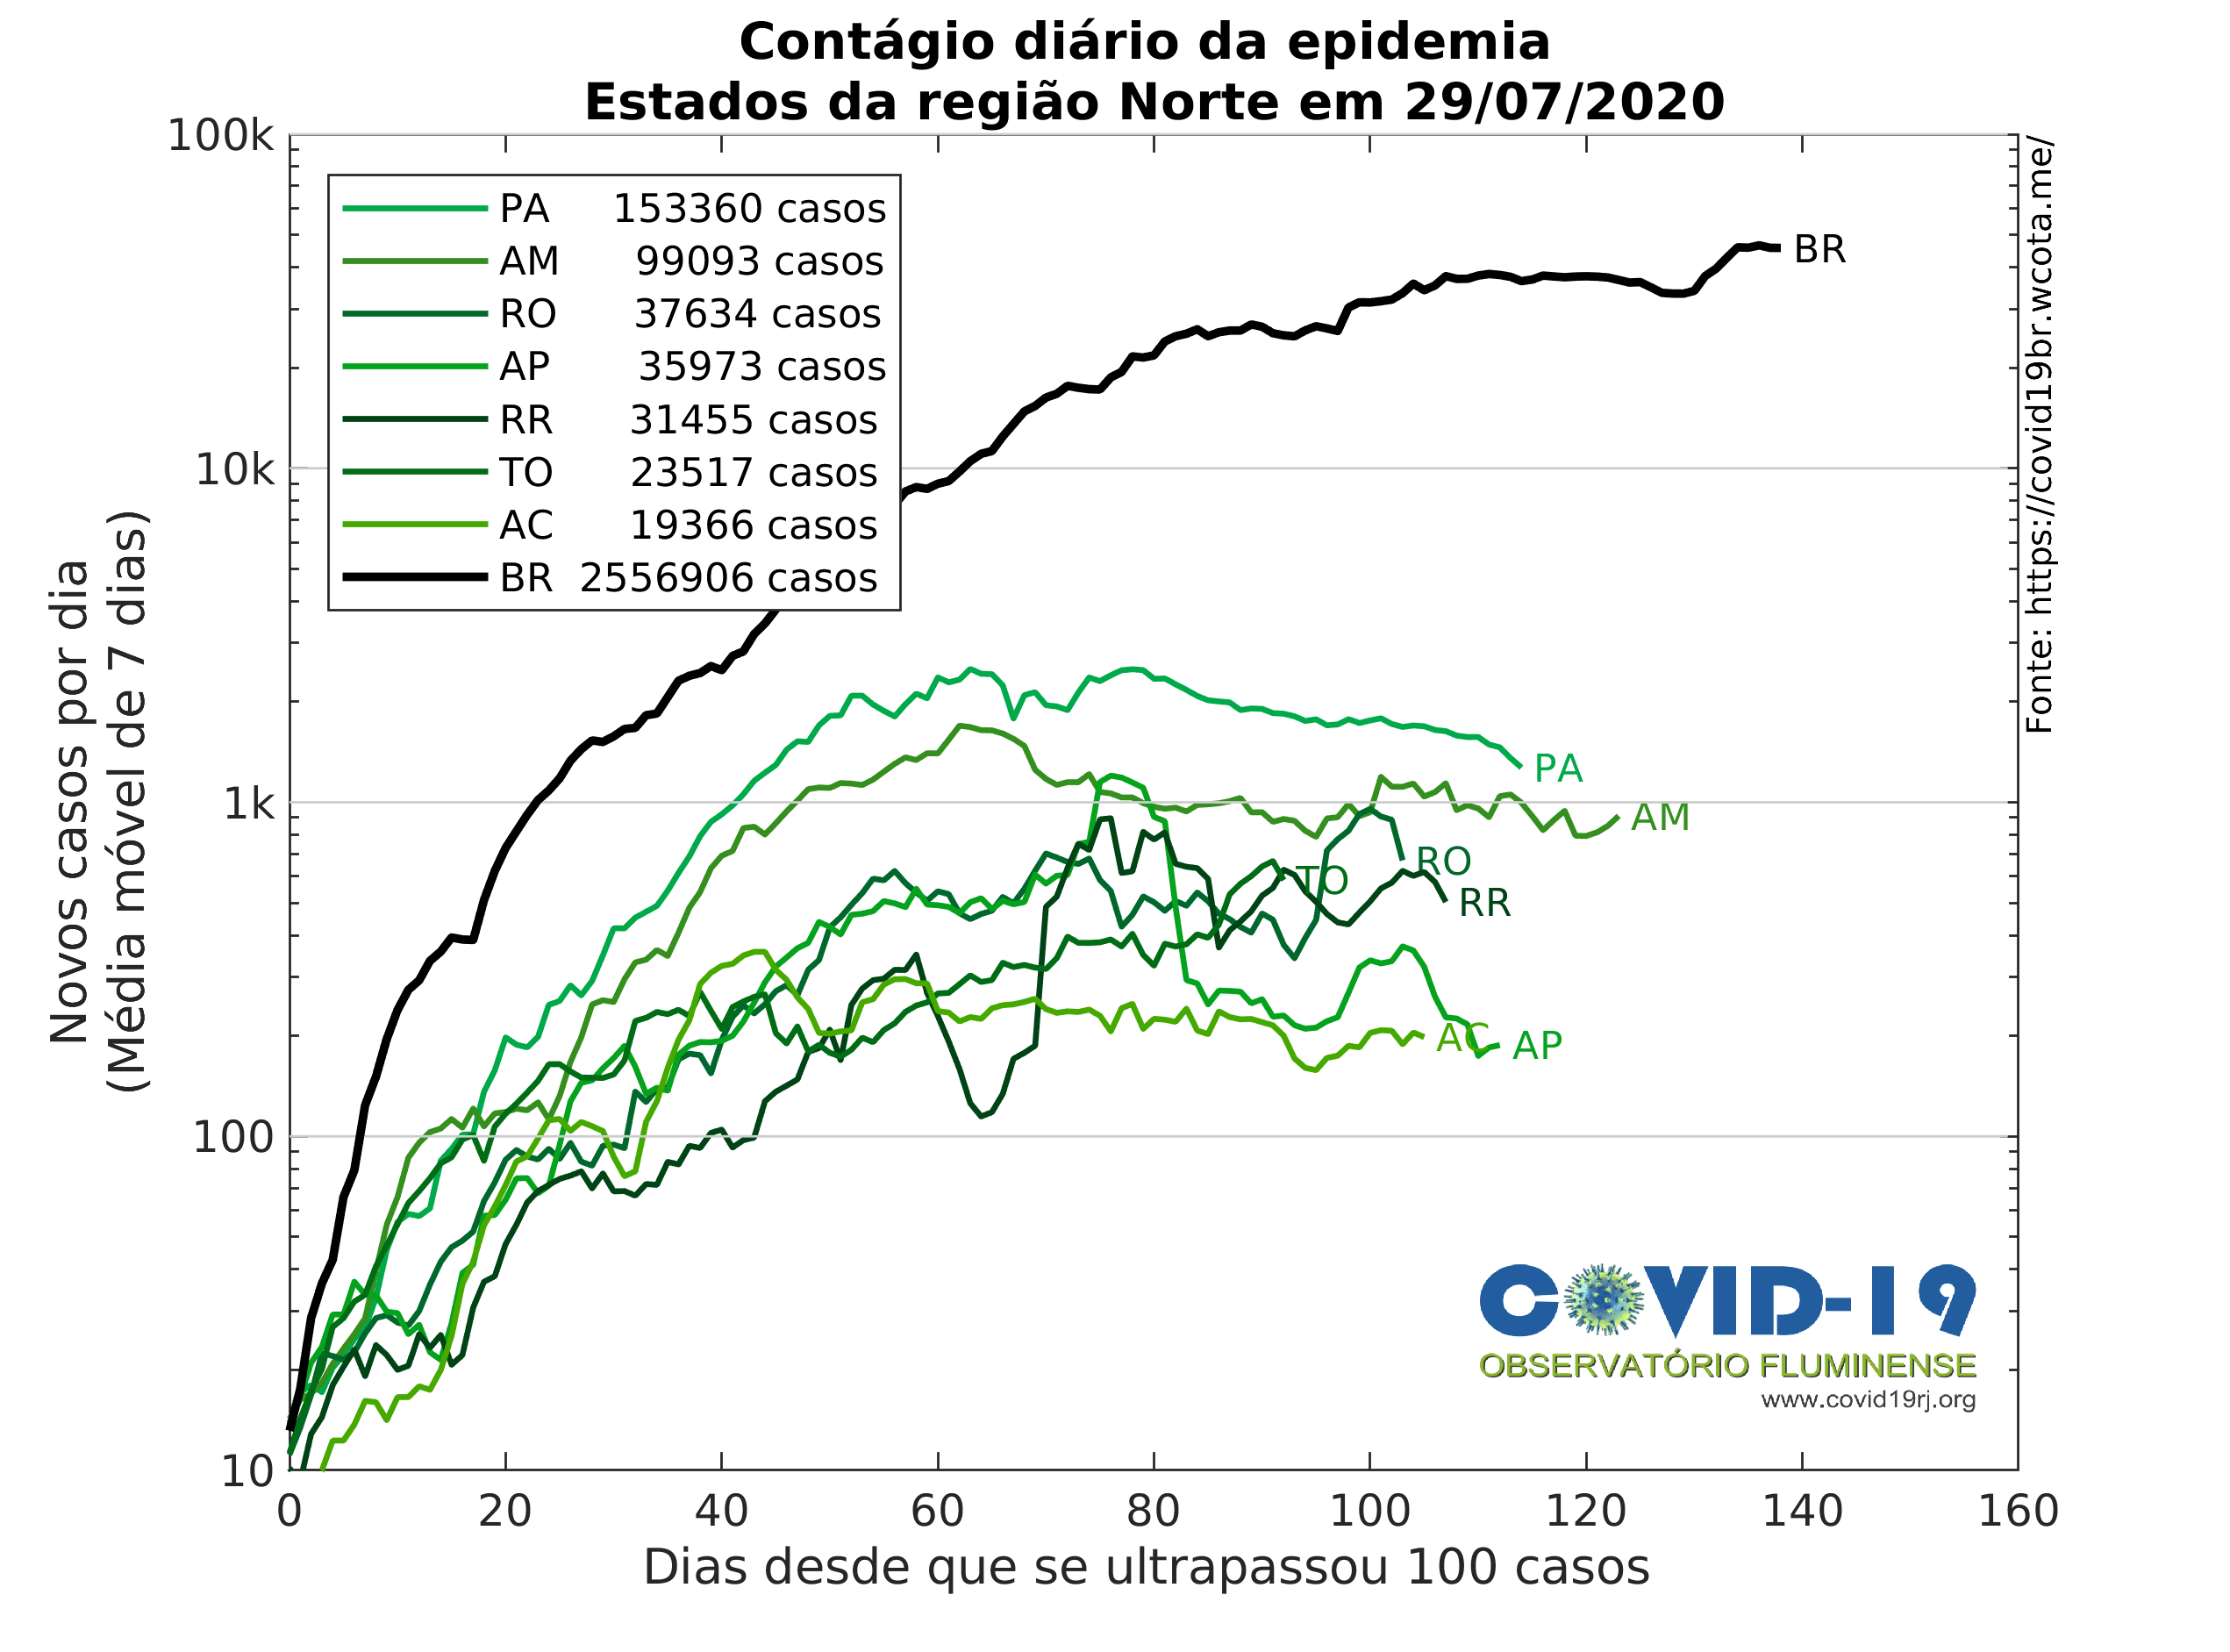 Contágio diário da epidemia
Estados da região Norte em 29/07/2020
100k
10k
1k
100
10
Novos casos por dia
(Média móvel de 7 dias)
PA 153360 casos
AM 99093 casos
RO 37634 casos
AP 35973 casos
RR 31455 casos
TO 23517 casos
AC 19366 casos
BR 2556906 casos
BR
PA
AM
RO
TO
RR
AC
AP
Fonte: https://covid19br.wcota.me/
COVID-19
OBSERVATÓRIO FLUMINENSE
www.covid19rj.org
0 20 40 60 80 100 120 140 160
Dias desde que se ultrapassou 100 casos